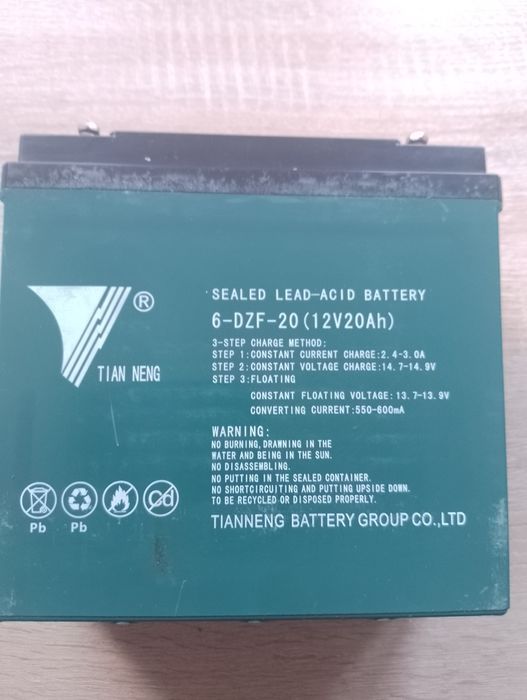 ®
TIAN NENG
SEALED LEAD-ACID BATTERY
6-DZF-20(12V20Ah)
3-STEP CHARGE METHOD:
STEP 1:CONSTANT CURRENT CHARGE:2.4-3.0A
STEP 2:CONSTANT VOLTAGE CHARGE:14.7-14.9V
STEP 3:FLOATING
CONSTANT FLOATING VOLTAGE:13.7-13.9V
CONVERTING CURRENT:550-600mA
WARNING:
NO BURNING,DRAWNING IN THE
WATER AND BEING IN THE SUN.
NO DISASSEMBLING.
NO PUTTING IN THE SEALED CONTAINER.
NO SHORTCIRCUITING AND PUTTING UPSIDE DOWN.
TO BE RECYCLED OR DISPOSED PROPERLY.
TIANNENG BATTERY GROUP CO.,LTD
Cd
Pb Pb